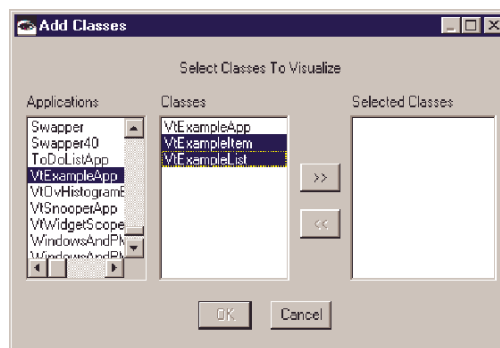 Add Classes
Select Classes To Visualize
Applications
Swapper
Swapper40
ToDoListApp
VtExampleApp
VtOvHistogramE
VtSnooperApp
VtWidgetScope
WindowsAndPM
WindowsAndPM
Classes
VtExampleApp
VtExampleItem
VtExampleList
>>
<<
Selected Classes
OK
Cancel